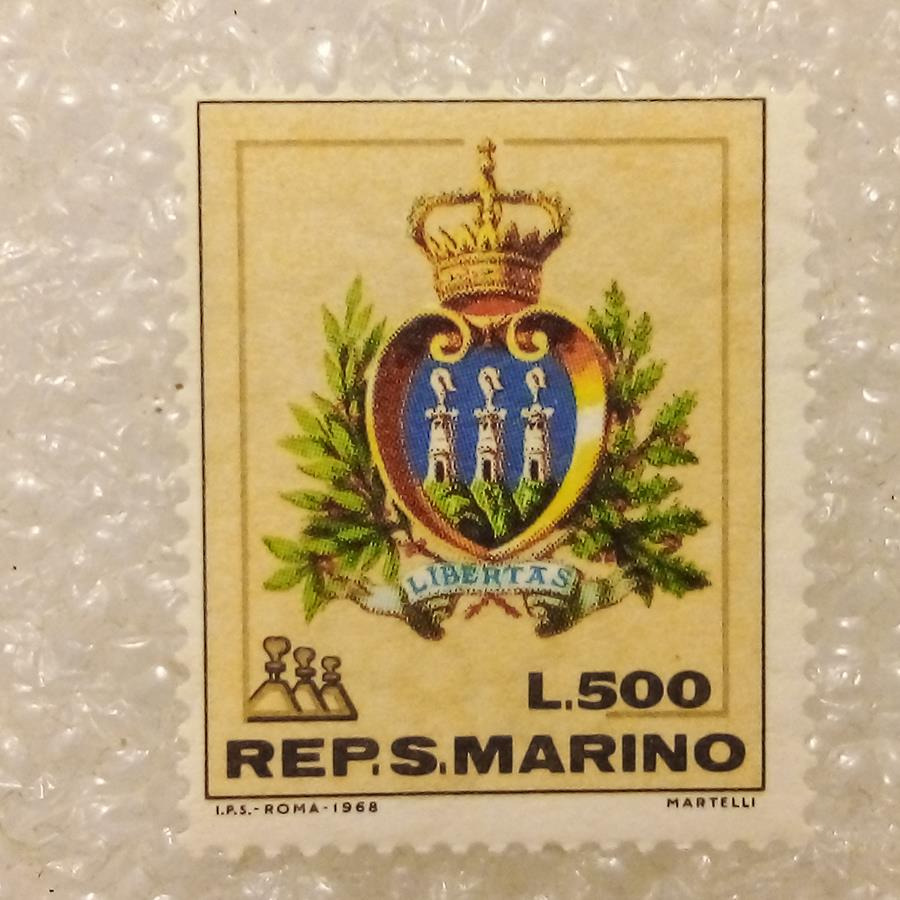 LIBERTAS
L.500
REP.S.MARINO
I.P.S.-ROMA-1968
MARTELLI